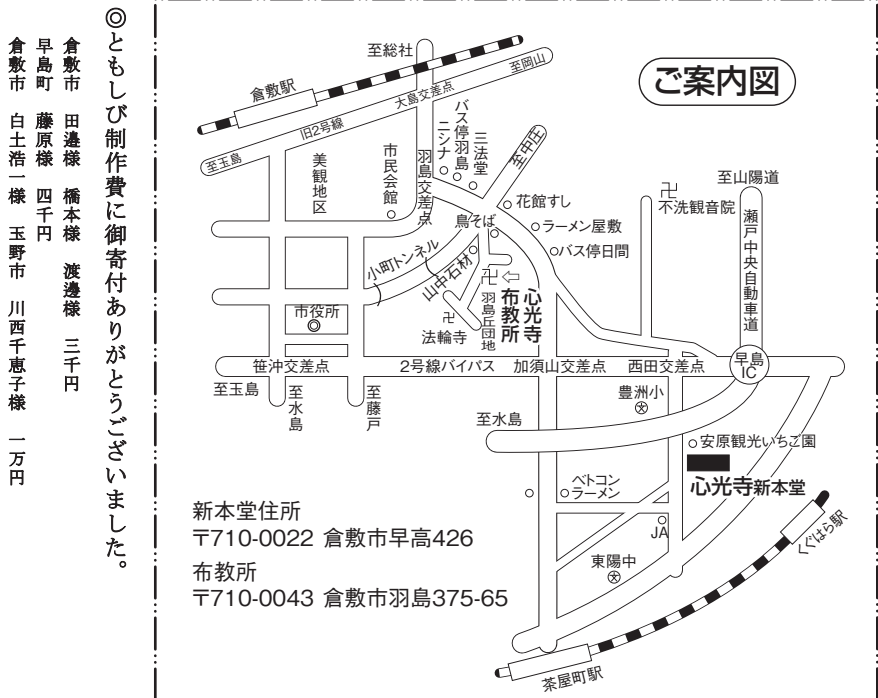 ◎ともしび制作費に御寄付ありがとうございました。
倉敷市 田邉様 橋本様 渡邊様 三千円
早島町 藤原様 四千円
倉敷市 白土浩一様 玉野市 川西千恵子様 一万円
ご案内図
至総社
至岡山
倉敷駅
大島交差点
旧2号線
至玉島
美観地区
市民会館
羽島交差点
バス停羽島
ニシナ
三法堂
至中庄
花館すし
鳥そば
ラーメン屋敷
バス停日間
卍
不洗観音院
至山陽道
瀬戸中央自動車道
小町トンネル
山中石材
卍⇦
心光寺
布教所
羽島丘団地
卍
法輪寺
市役所
笹沖交差点
2号線バイパス
加須山交差点
西田交差点
早島
IC
至玉島
至水島
至藤戸
豊洲小
至水島
安原観光いちご園
心光寺新本堂
ベトコン
ラーメン
JA
東陽中
くぐはら駅
茶屋町駅
新本堂住所
〒710-0022 倉敷市早高426
布教所
〒710-0043 倉敷市羽島375-65